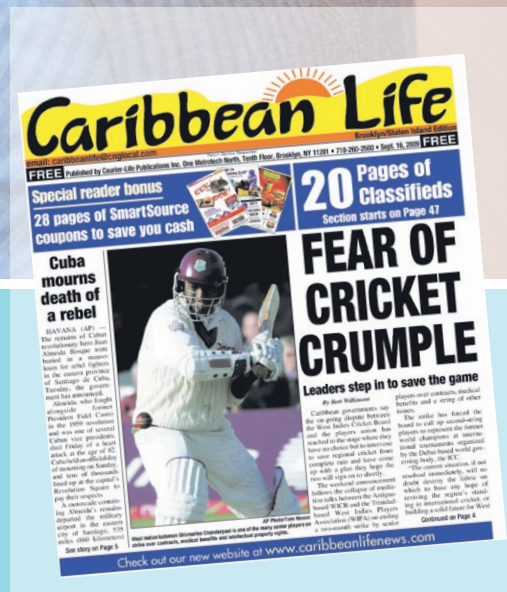 Caribbean Life
Brooklyn/Staten Island Edition
email: caribbeanlife@cnglocal.com
FREE Published by Courier-Life Publications Inc. One Metrotech North, Tenth Floor, Brooklyn, NY 11201 • 718-260-2500 • Sept. 16, 2009 FREE
Special reader bonus
28 pages of SmartSource
coupons to save you cash
20 Pages of
Classifieds
Section starts on Page 47
Cuba
mourns
death of
a rebel
HAVANA (AP) —
The remains of Cuban
revolutionary hero Juan
Almeida Bosque were
buried in a mauso-
leum for rebel fighters
in the eastern province
of Santiago de Cuba,
Tuesday, the govern-
ment has announced.
Almeida, who fought
alongside former
President Fidel Castro
in the 1959 revolution
and was one of several
Cuban vice presidents,
died Friday of a heart
attack at the age of 82.
Cuba held an official day
of mourning on Sunday,
and tens of thousands
lined up at the capital's
Revolution Square to
pay their respects.
A motorcade contain-
ing Almeida's remains
departed the military
airport in the eastern
city of Santiago, 535
miles (860 kilometers)
See story on Page 5
AP Photo/Tom
West Indian batsman Shivnarine Chanderpaul is one of the many senior players on
strike over contracts, medical benefits and intellectual property rights.
FEAR OF
CRICKET
CRUMPLE
Leaders step in to save the game
By Bert Wilkinson
Caribbean governments say
the on-going dispute between
the West Indies Cricket Board
and the players union has
reached to the stage where they
have no choice but to intervene
to save regional cricket from
complete ruin and have come
up with a plan they hope the
two will sign on to shortly.
The weekend announcement
follows the collapse of media-
tion talks between the Antigua-
based WICB and the Trinidad-
based West Indies Players
Association (WIPA) on ending
a two-month strike by senior
players over contracts, medical
benefits and a string of other
issues.
The strike has forced the
board to call up second-string
players to represent the former
world champions at interna-
tional tournaments organized
by the Dubai-based world gov-
erning body, the ICC.
"The current situation, if not
resolved immediately, will no
doubt destroy the fabric on
which to base any hope of
reviving the region's stand-
ing in international cricket, or
building a solid future for West
Continued on Page 4
Check out our new website at www.caribbeanlifenews.com